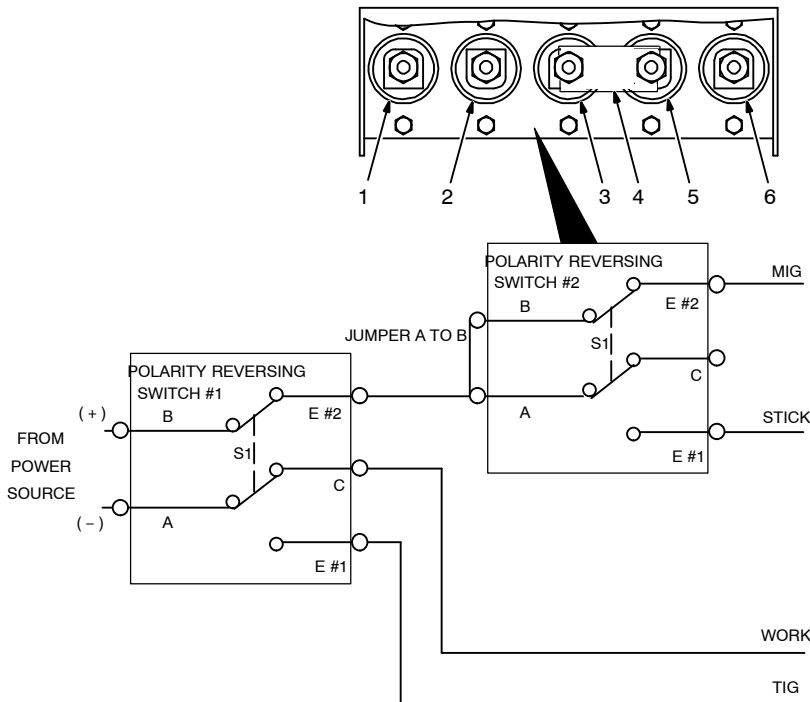 1 2 3 4 5 6
POLARITY REVERSING
SWITCH #2
MIG
B
E #2
JUMPER A TO B
S1
C
A
STICK
E #1
POLARITY REVERSING
SWITCH #1
( + )
B
E #2
FROM
POWER
SOURCE
S1
C
( − )
A
E #1
WORK
TIG